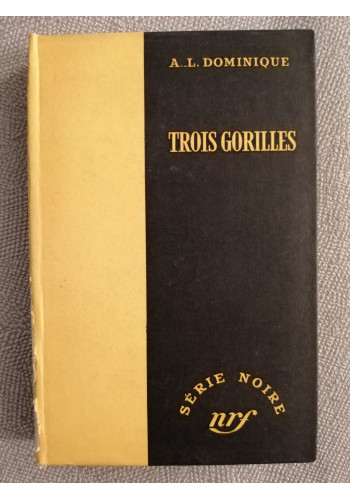 A.-L. DOMINIQUE
TROIS GORILLES
SÉRIE NOIRE
nrf